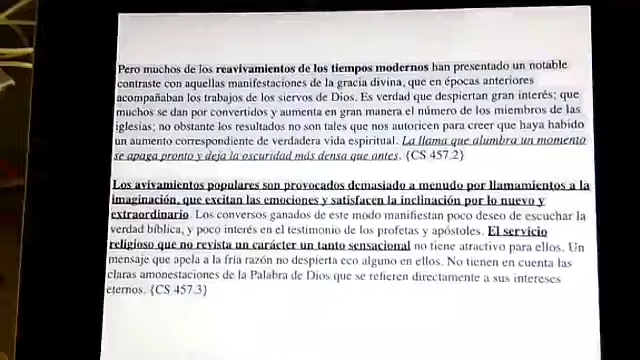 Pero muchos de los reavivamientos de los tiempos modernos han presentado un notable
contraste con aquellas manifestaciones de la gracia divina, que en épocas anteriores
acompañaban los trabajos de los siervos de Dios. Es verdad que despiertan gran interés; que
muchos se dan por convertidos y aumenta en gran manera el número de los miembros de las
iglesias; no obstante los resultados no son tales que nos autoricen para creer que haya habido
un aumento correspondiente de verdadera vida espiritual. La llama que alumbra un momento
se apaga pronto y deja la oscuridad más densa que antes. {CS 457.2}
Los avivamientos populares son provocados demasiado a menudo por llamamientos a la
imaginación, que excitan las emociones y satisfacen la inclinación por lo nuevo y
extraordinario. Los conversos ganados de este modo manifiestan poco deseo de escuchar la
verdad bíblica, y poco interés en el testimonio de los profetas y apóstoles. El servicio
religioso que no revista un carácter un tanto sensacional no tiene atractivo para ellos. Un
mensaje que apela a la fría razón no despierta eco alguno en ellos. No tienen en cuenta las
claras amonestaciones de la Palabra de Dios que se refieren directamente a sus intereses
eternos. {CS 457.3}